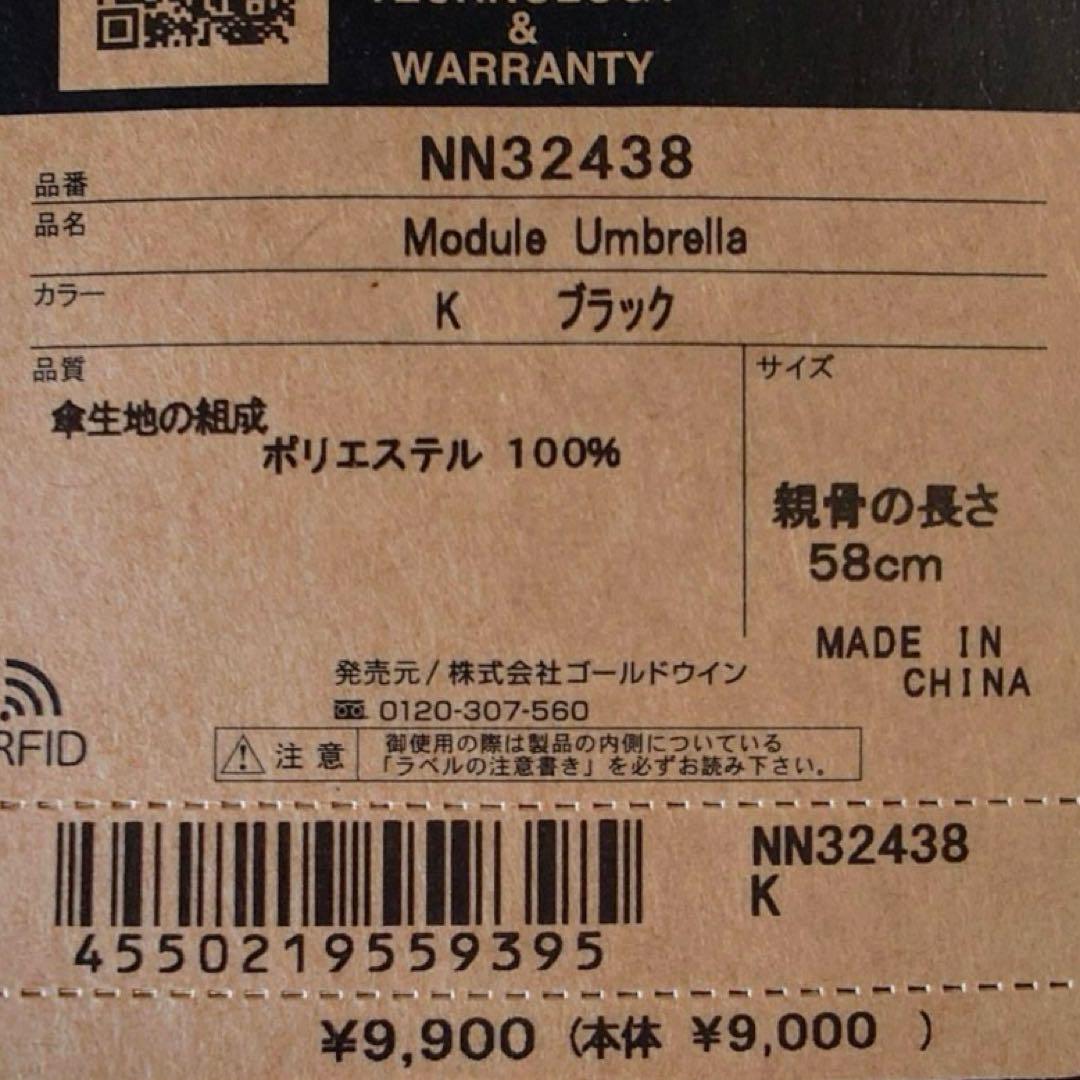 TECHNOLOGY
&
WARRANTY
品番 NN32438
品名 Module Umbrella
カラー K ブラック
品質
傘生地の組成
ポリエステル 100%
サイズ
親骨の長さ
58cm
MADE IN
CHINA
発売元/株式会社ゴールドウイン
0120-307-560
RFID
注意
御使用の際は製品の内側についている
「ラベルの注意書き」を必ずお読み下さい。
4550219559395
NN32438
K
¥9,900 (本体 ¥9,000 )